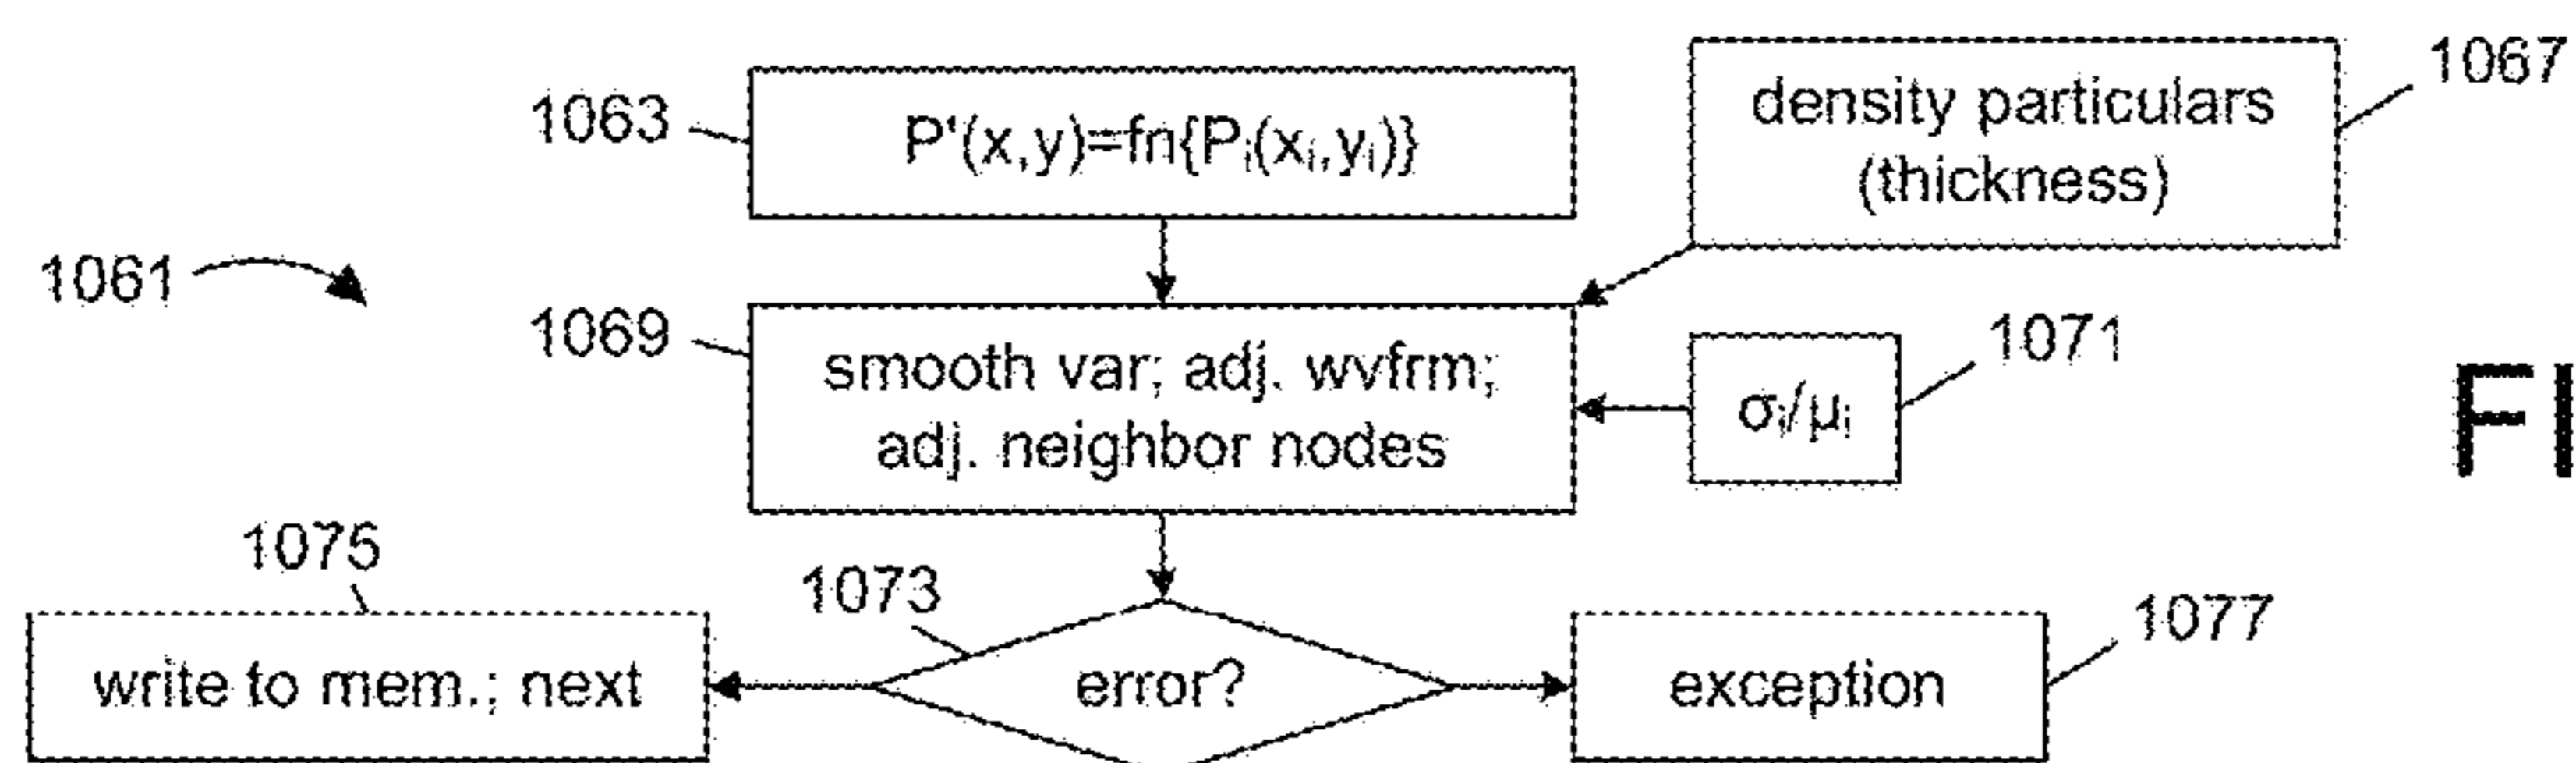 1067
density particulars
(thickness)
1063
P'(x,y)=fn{Pᵢ(xᵢ,yᵢ)}
1061
1069
smooth var; adj. wvfrm;
adj. neighbor nodes
1071
σᵢ/μᵢ
FI
1075
write to mem.; next
1073
error?
1077
exception